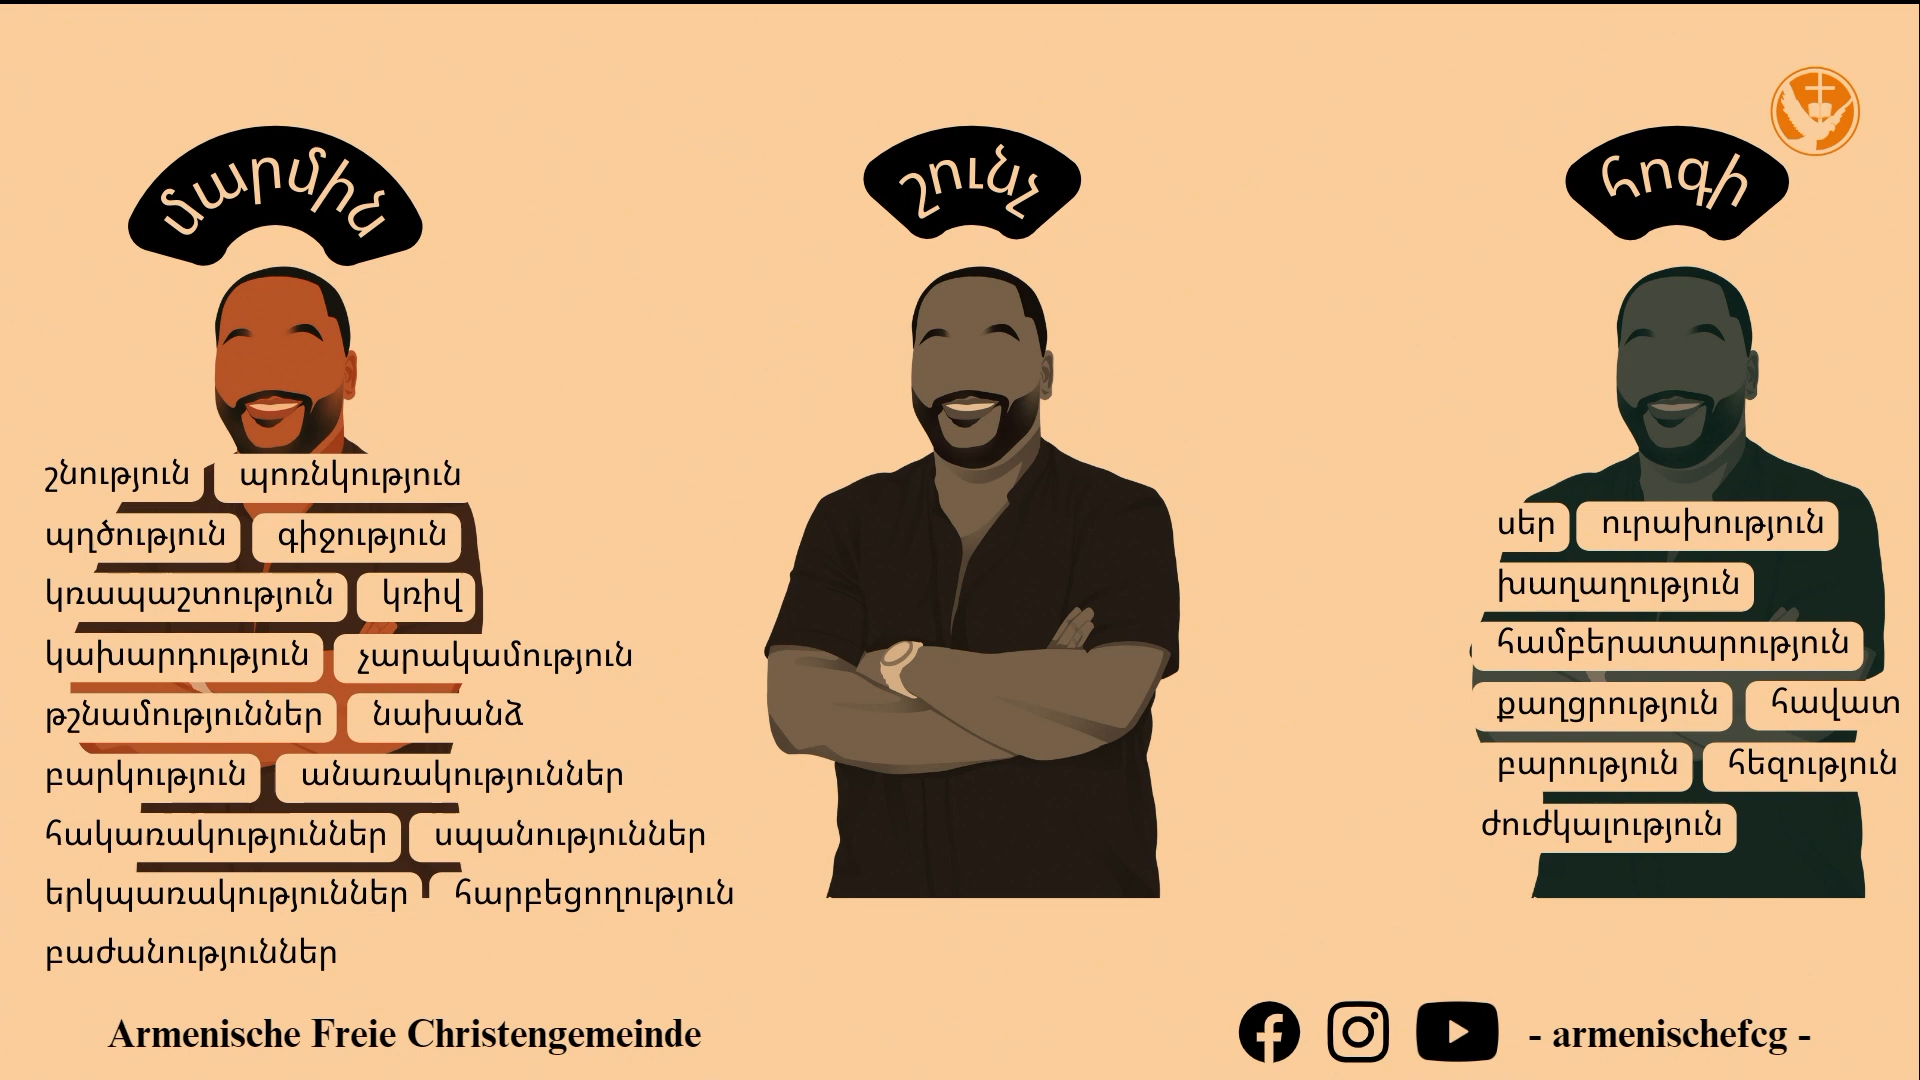 մարմին
շունչ
հոգի
շնություն պոռնկություն
պղծություն գիջություն
կռապաշտություն կռիվ
կախարդություն չարակամություն
թշնամություններ նախանձ
բարկություն անառակություններ
հակառակություններ սպանություններ
երկպառակություններ հարբեցողություն
բաժանություններ
սեր ուրախություն
խաղաղություն
համբերատարություն
քաղցրություն հավատ
բարություն հեզություն
ժուժկալություն
Armenische Freie Christengemeinde
- armenischefcg -